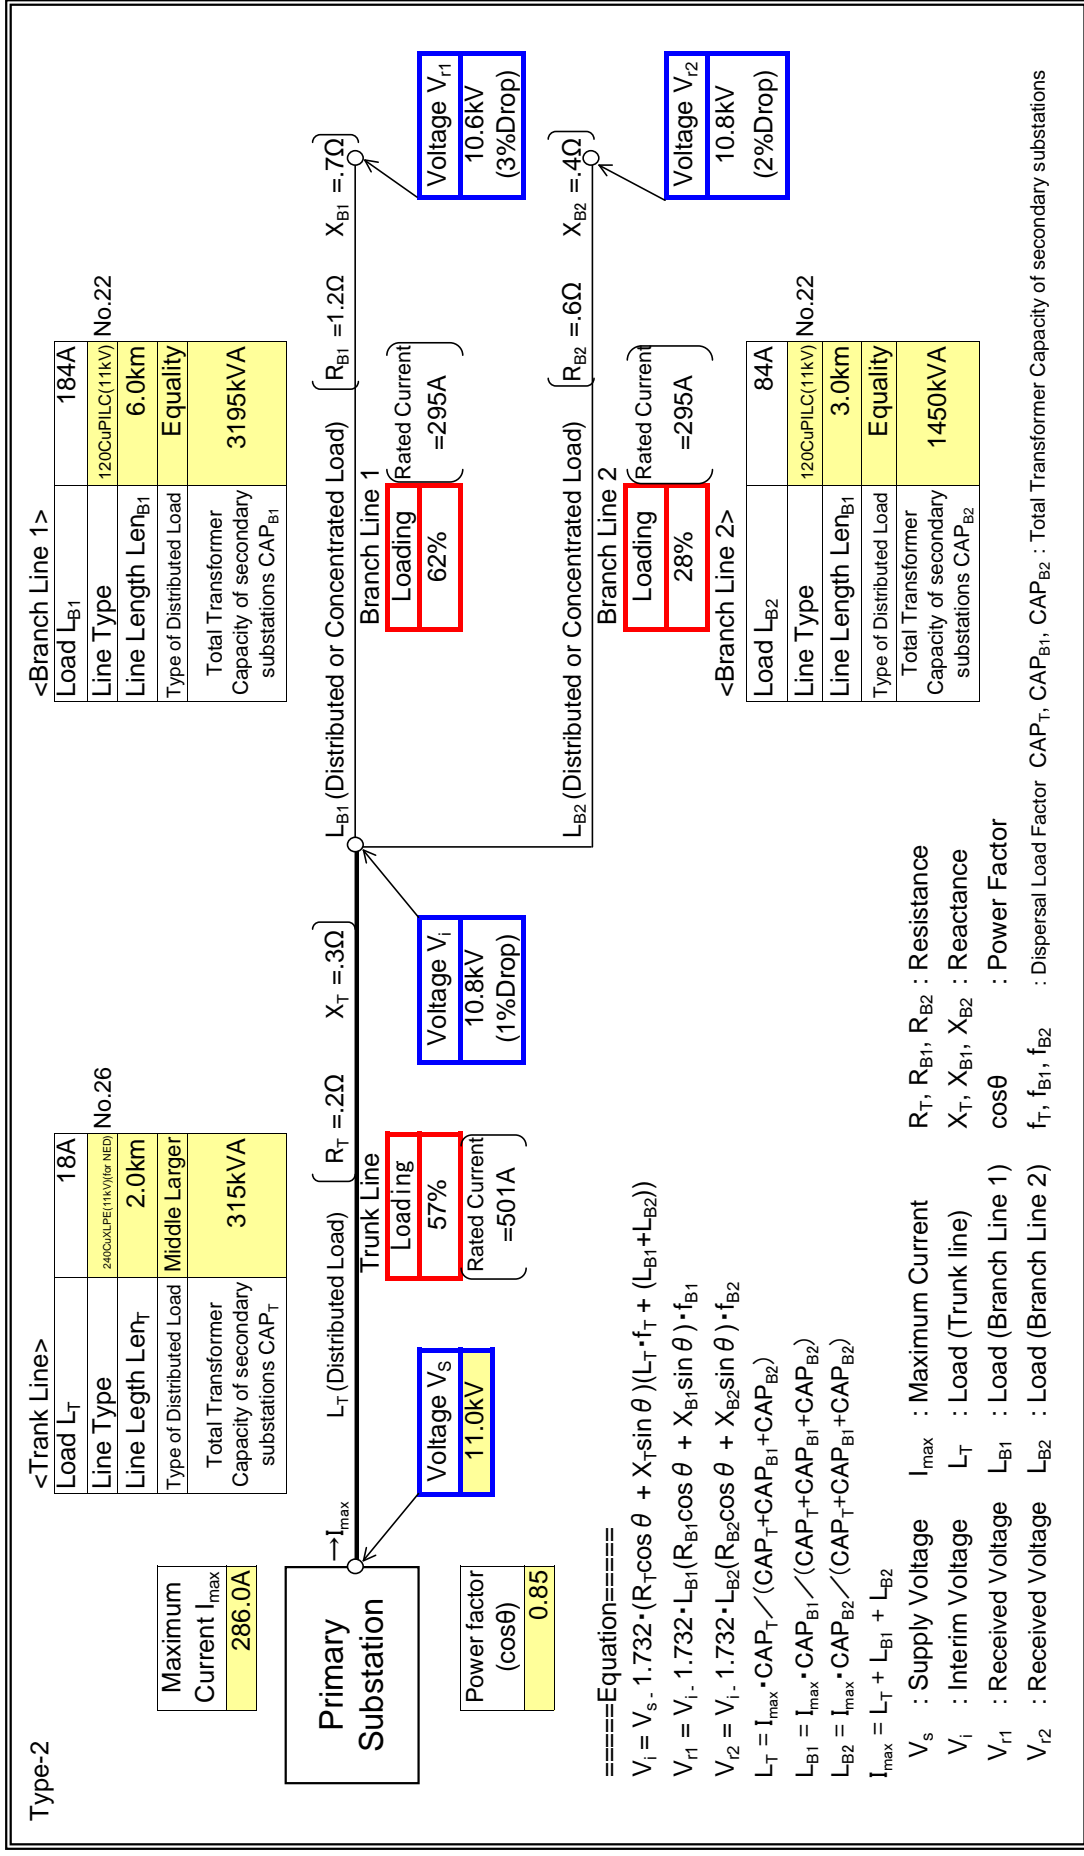 Type-2
<Trank Line>
Load L_T 18A
Line Type 240CuXLPE(11kV)(for NED) No.26
Line Legth Len_T 2.0km
Type of Distributed Load Middle Larger
Total Transformer
Capacity of secondary
substations CAP_T 315kVA
<Branch Line 1>
Load L_B1 184A
Line Type 120CuPILC(11kV) No.22
Line Length Len_B1 6.0km
Type of Distributed Load Equality
Total Transformer
Capacity of secondary
substations CAP_B1 3195kVA
Maximum
Current I_max
286.0A
Primary
Substation
→I_max
Power factor
(cosθ)
0.85
L_T (Distributed Load) R_T =.2Ω X_T =.3Ω
Trunk Line
Loading
57%
Rated Current
=501A
Voltage V_S
11.0kV
Voltage V_i
10.8kV
(1%Drop)
L_B1 (Distributed or Concentrated Load) R_B1 =1.2Ω X_B1 =.7Ω
Branch Line 1
Loading
62%
Rated Current
=295A
Voltage V_r1
10.6kV
(3%Drop)
L_B2 (Distributed or Concentrated Load) R_B2 =.6Ω X_B2 =.4Ω
Branch Line 2
Loading
28%
Rated Current
=295A
Voltage V_r2
10.8kV
(2%Drop)
<Branch Line 2>
Load L_B2 84A
Line Type 120CuPILC(11kV) No.22
Line Length Len_B1 3.0km
Type of Distributed Load Equality
Total Transformer
Capacity of secondary
substations CAP_B2 1450kVA
=====Equation=====
V_i = V_s - 1.732・(R_T cos θ + X_T sin θ)(L_T・f_T + (L_B1+L_B2))
V_r1 = V_i - 1.732・L_B1(R_B1 cos θ + X_B1 sin θ)・f_B1
V_r2 = V_i - 1.732・L_B2(R_B2 cos θ + X_B2 sin θ)・f_B2
L_T = I_max・CAP_T／(CAP_T+CAP_B1+CAP_B2)
L_B1 = I_max・CAP_B1／(CAP_T+CAP_B1+CAP_B2)
L_B2 = I_max・CAP_B2／(CAP_T+CAP_B1+CAP_B2)
I_max = L_T + L_B1 + L_B2
V_s : Supply Voltage I_max : Maximum Current R_T, R_B1, R_B2 : Resistance
V_i : Interim Voltage L_T : Load (Trunk line) X_T, X_B1, X_B2 : Reactance
V_r1 : Received Voltage L_B1 : Load (Branch Line 1) cosθ : Power Factor
V_r2 : Received Voltage L_B2 : Load (Branch Line 2) f_T, f_B1, f_B2 : Dispersal Load Factor CAP_T, CAP_B1, CAP_B2 : Total Transformer Capacity of secondary substations